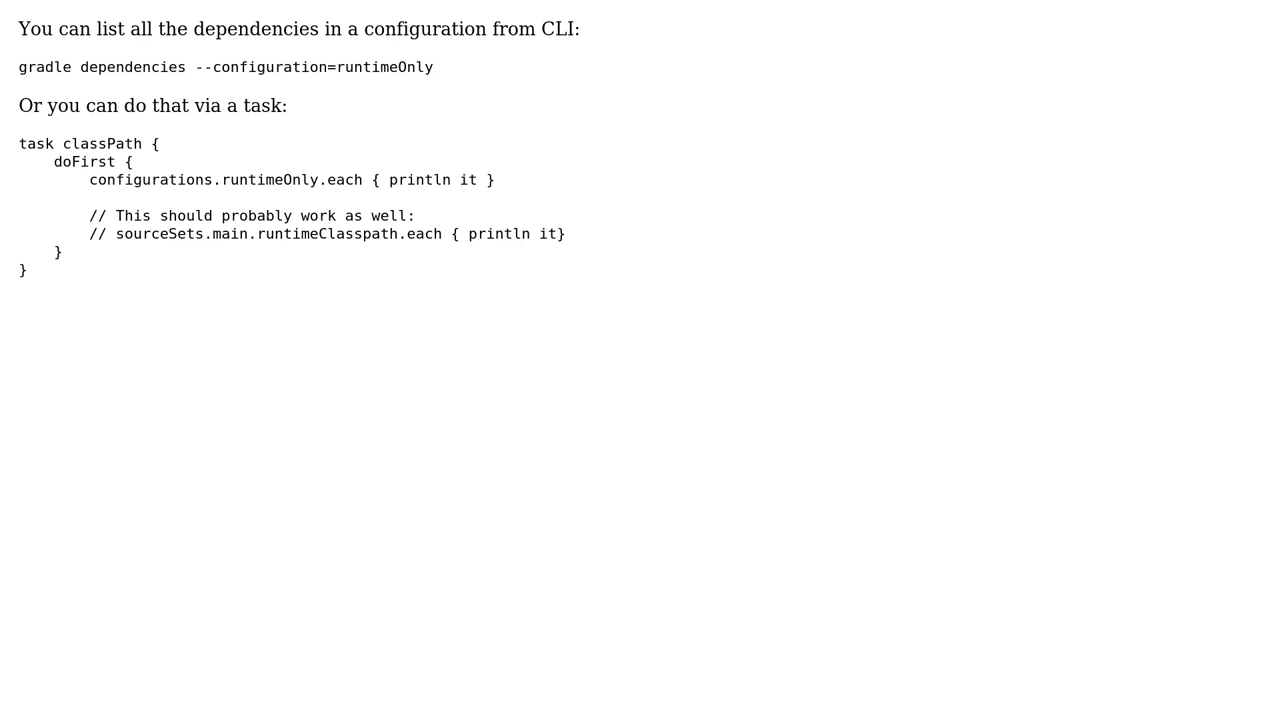 You can list all the dependencies in a configuration from CLI:
gradle dependencies --configuration=runtimeOnly
Or you can do that via a task:
task classPath {
    doFirst {
        configurations.runtimeOnly.each { println it }
        // This should probably work as well:
        // sourceSets.main.runtimeClasspath.each { println it}
    }
}